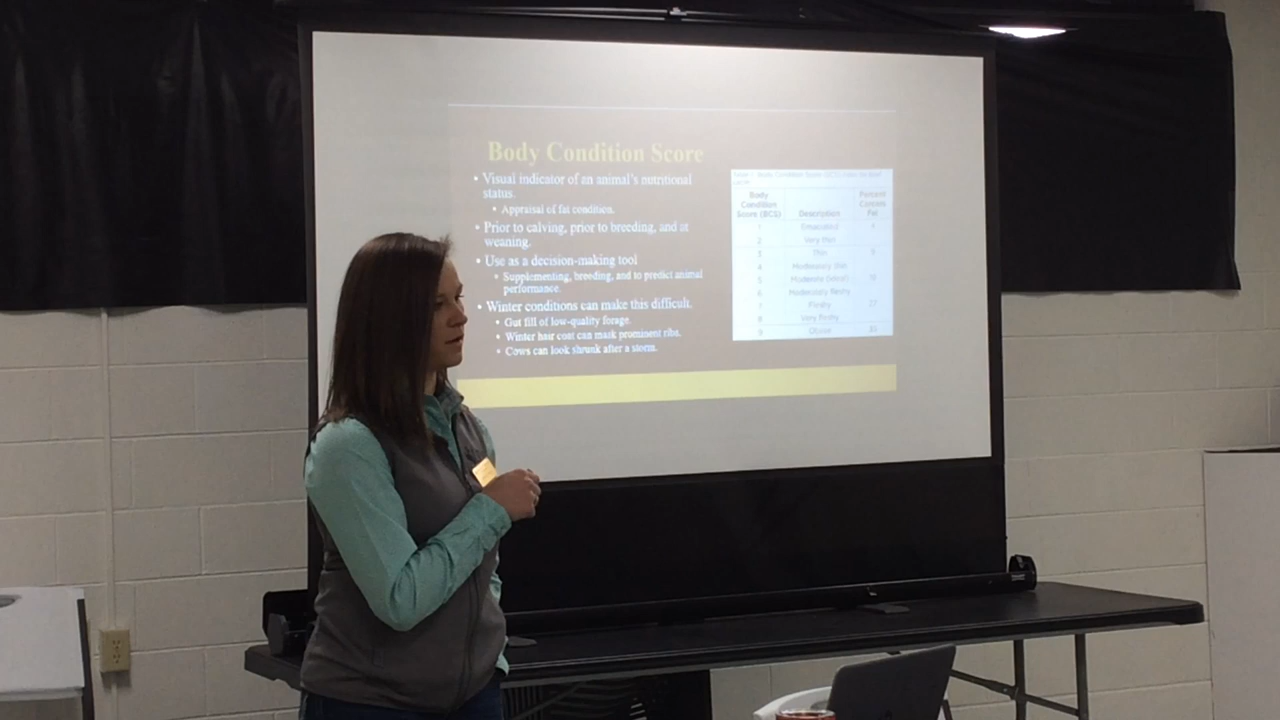 Body Condition Score
• Visual indicator of an animal's nutritional
status.
• Appraisal of fat condition.
• Prior to calving, prior to breeding, and at
weaning.
• Use as a decision-making tool
• Supplementing, breeding, and to predict animal
performance.
• Winter conditions can make this difficult.
• Gut fill of low-quality forage.
• Winter hair coat can mask prominent ribs.
• Cows can look shrunk after a storm.
Body
Condition
Score (BCS)
Description
Percent
Carcass
Fat
1 Emaciated
2 Very thin
3 Thin
4 Moderately thin
5 Moderate (ideal)
6 Moderately fleshy
7 Fleshy
8 Very fleshy
9 Obese